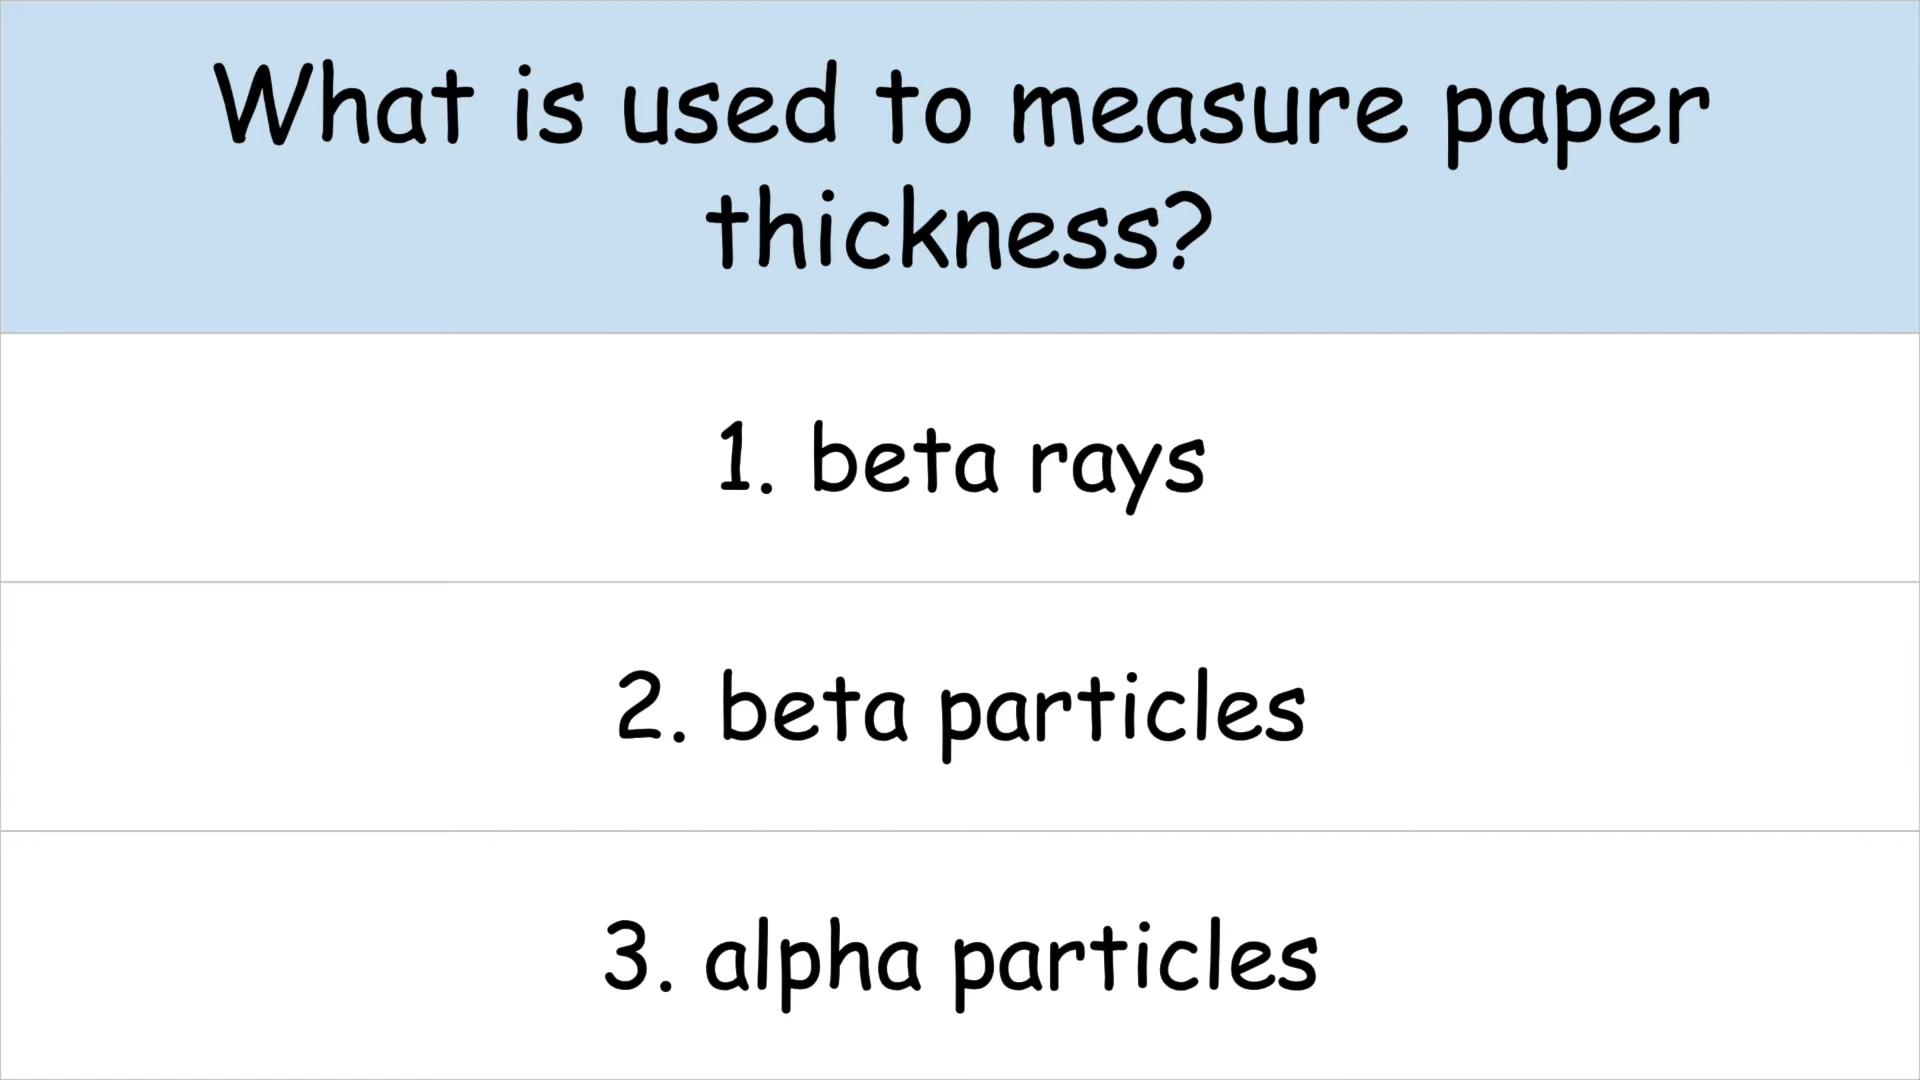 What is used to measure paper
thickness?
1. beta rays
2. beta particles
3. alpha particles